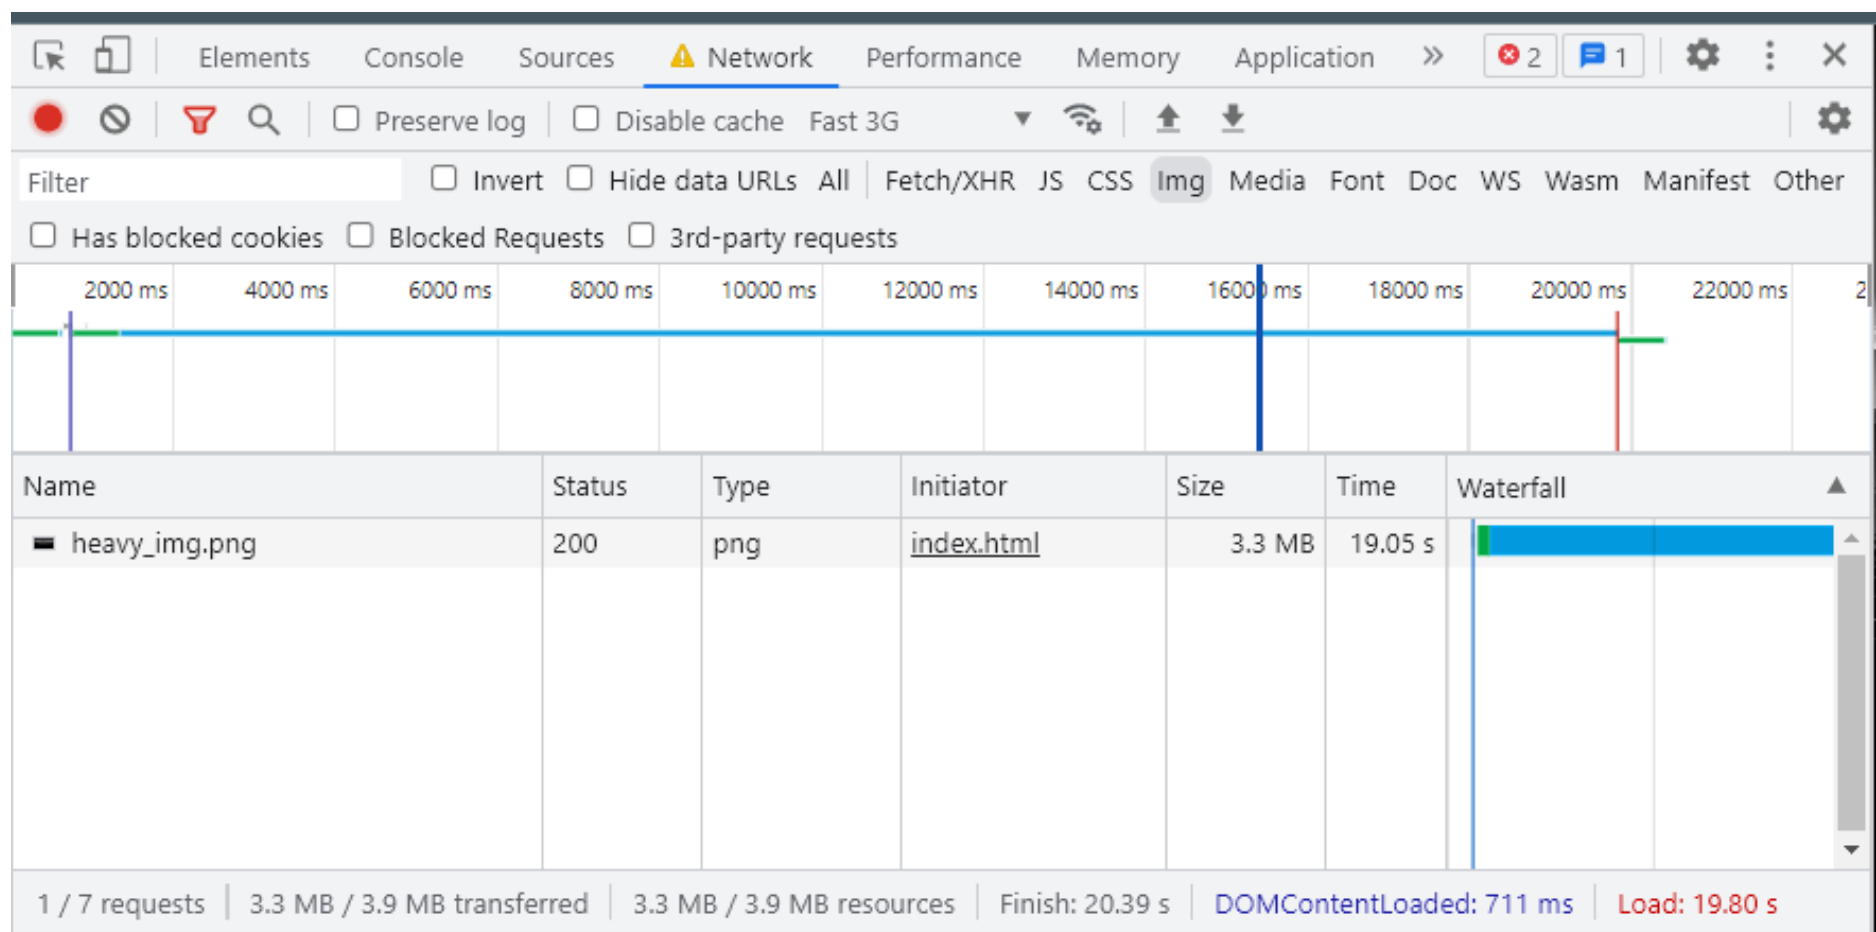 Elements Console Sources Network Performance Memory Application » 2 1
Preserve log Disable cache Fast 3G
Filter Invert Hide data URLs All Fetch/XHR JS CSS Img Media Font Doc WS Wasm Manifest Other
Has blocked cookies Blocked Requests 3rd-party requests
2000 ms 4000 ms 6000 ms 8000 ms 10000 ms 12000 ms 14000 ms 16000 ms 18000 ms 20000 ms 22000 ms 2
Name Status Type Initiator Size Time Waterfall
heavy_img.png 200 png index.html 3.3 MB 19.05 s
1 / 7 requests 3.3 MB / 3.9 MB transferred 3.3 MB / 3.9 MB resources Finish: 20.39 s DOMContentLoaded: 711 ms Load: 19.80 s